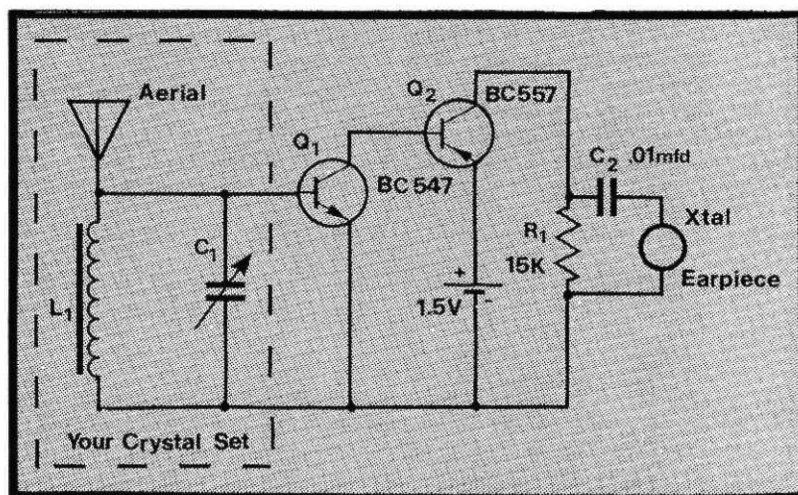 Aerial
Q1
BC 547
Q2
BC557
C2 .01mfd
Xtal
Earpiece
R1
15K
+
1.5V
-
C1
L1
Your Crystal Set